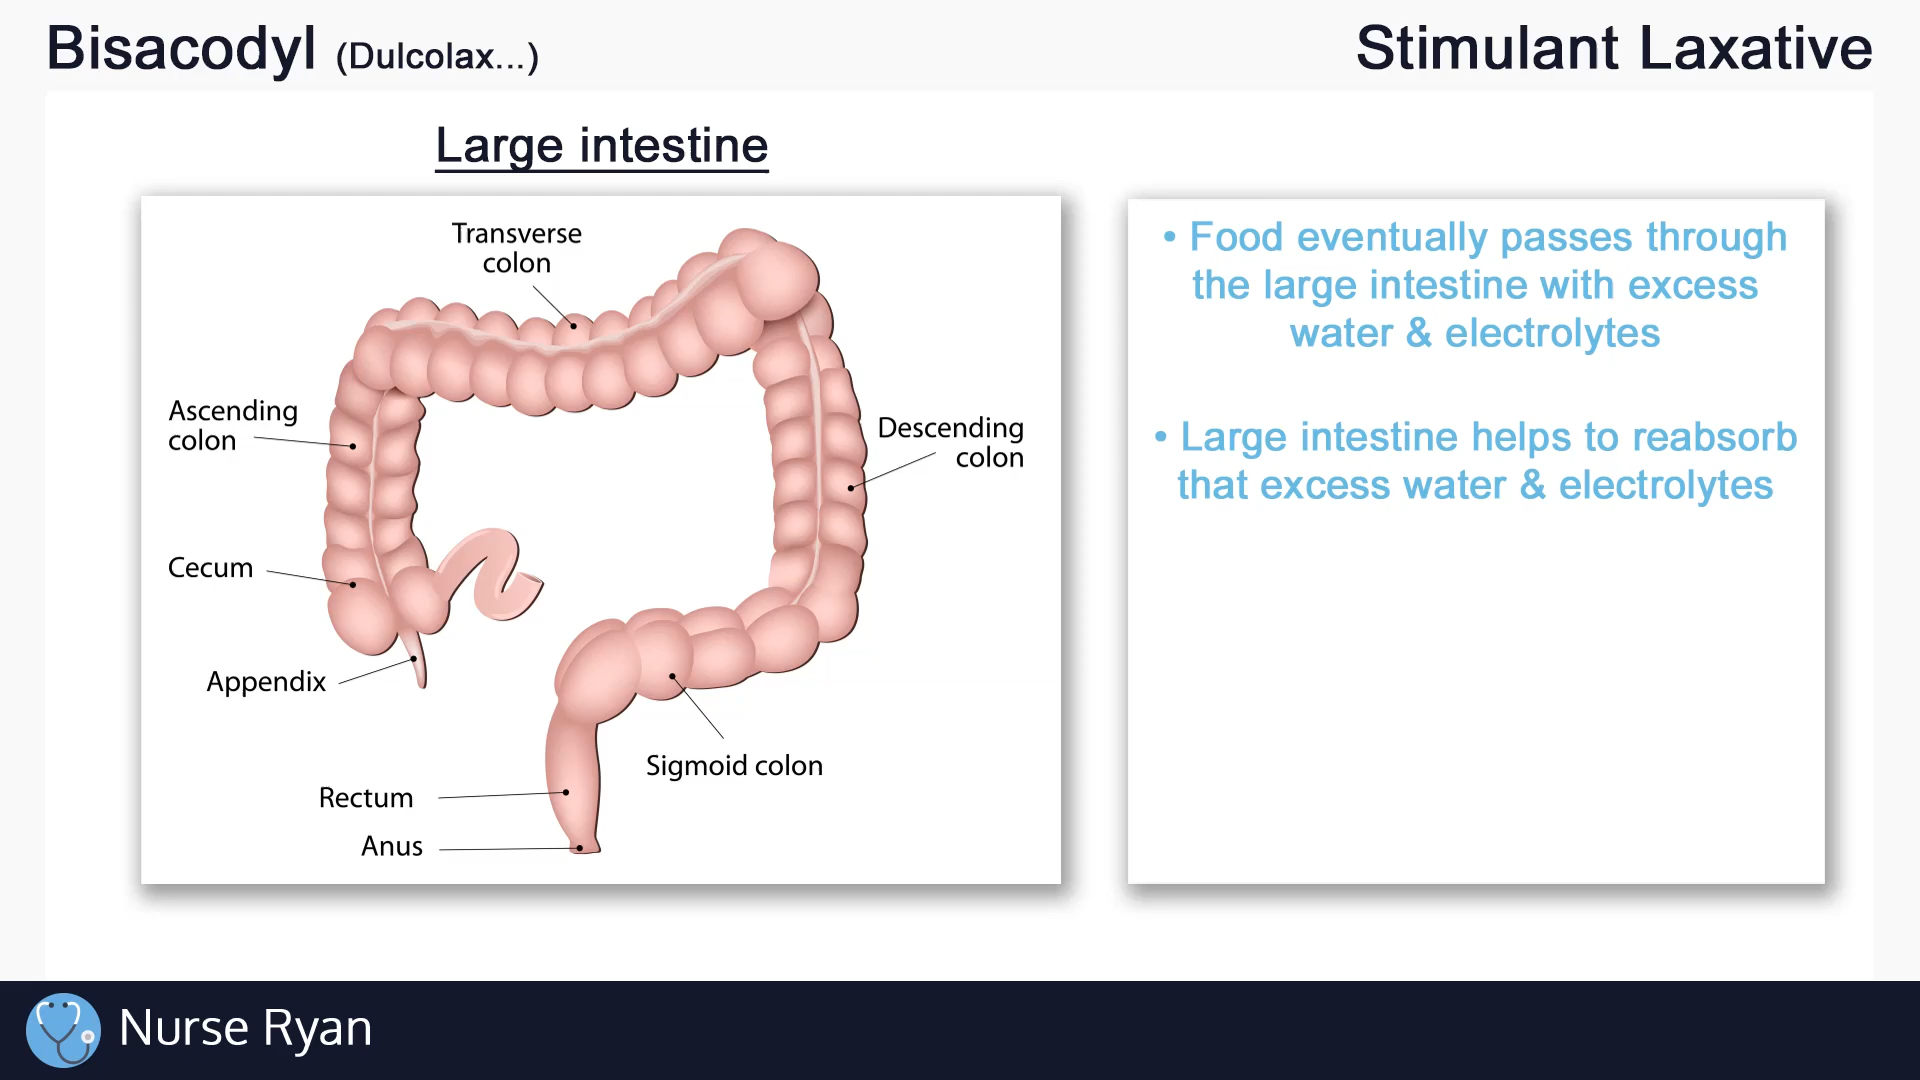 Bisacodyl (Dulcolax...)
Stimulant Laxative
Large intestine
Transverse
colon
Ascending
colon
Descending
colon
Cecum
Appendix
Sigmoid colon
Rectum
Anus
• Food eventually passes through
the large intestine with excess
water & electrolytes
• Large intestine helps to reabsorb
that excess water & electrolytes
Nurse Ryan